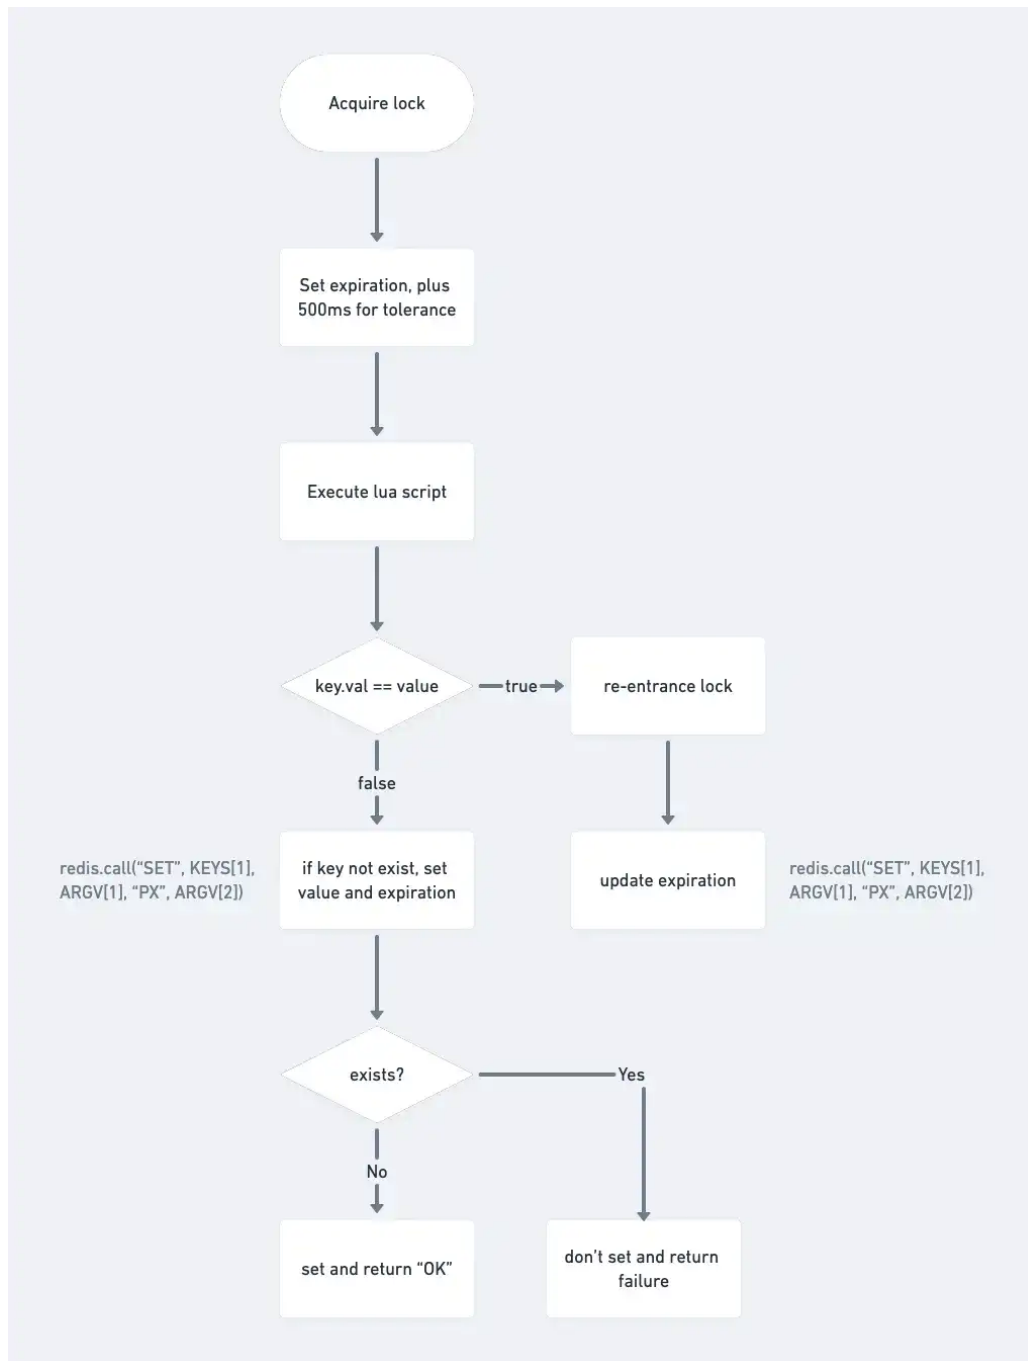 Acquire lock
Set expiration, plus
500ms for tolerance
Execute lua script
key.val == value
true
re-entrance lock
false
redis.call(“SET”, KEYS[1],
ARGV[1], “PX”, ARGV[2])
if key not exist, set
value and expiration
update expiration
redis.call(“SET”, KEYS[1],
ARGV[1], “PX”, ARGV[2])
exists?
Yes
No
set and return “OK”
don’t set and return
failure